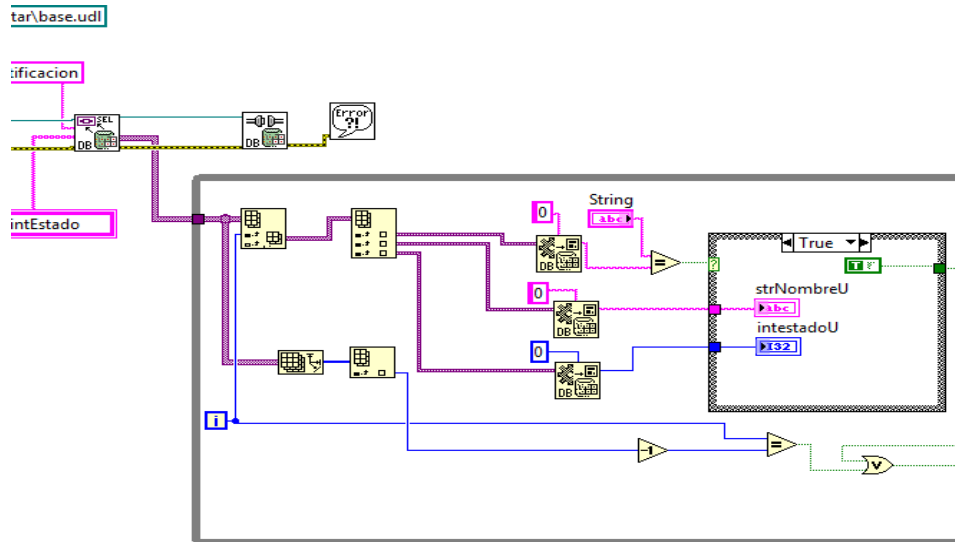 tar\base.udl
tificacion
SEL
DB
DB
Error
?!
intEstado
String
0
abc
DB
=
True
?
T F
0
strNombreU
abc
DB
intestadoU
0
I32
DB
i
-1
=
V